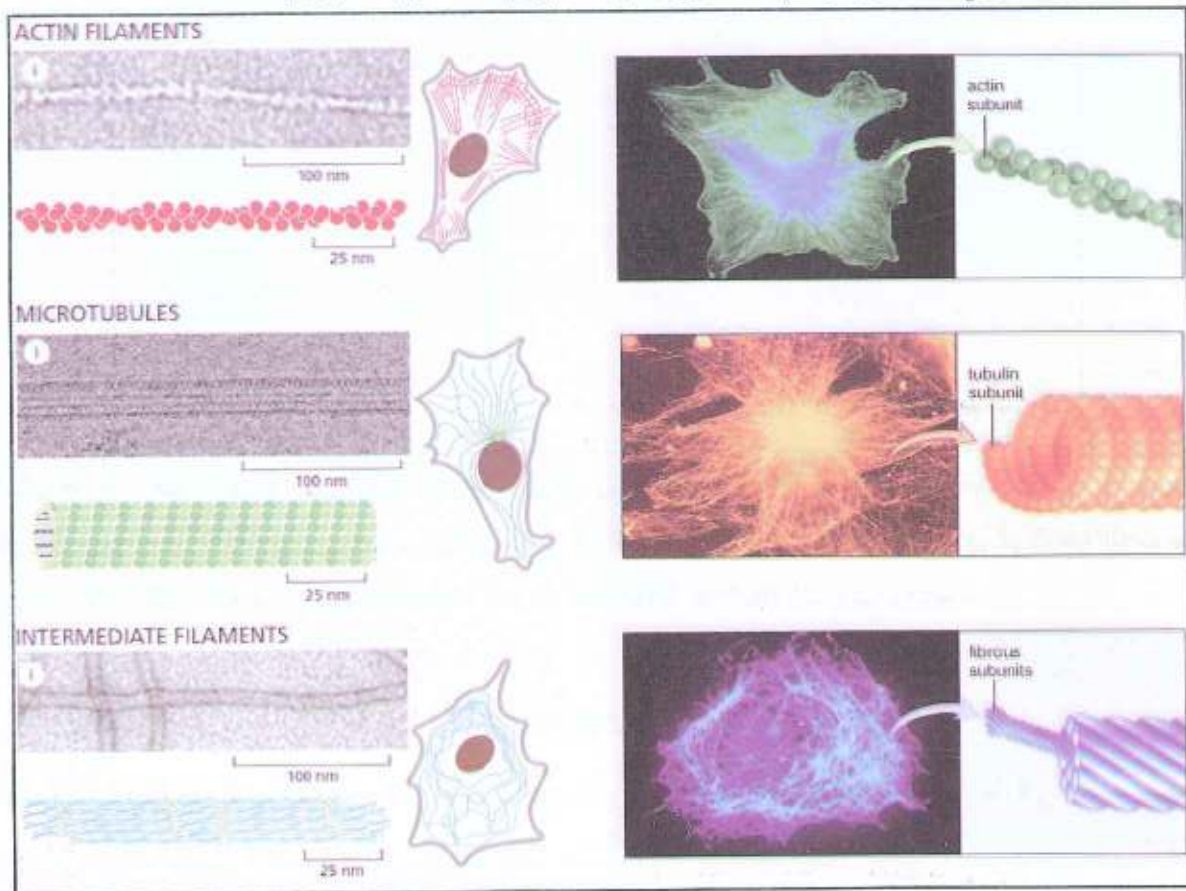 ACTIN FILAMENTS
100 nm
25 nm
actin
subunit
MICROTUBULES
100 nm
25 nm
tubulin
subunit
INTERMEDIATE FILAMENTS
100 nm
25 nm
fibrous
subunits